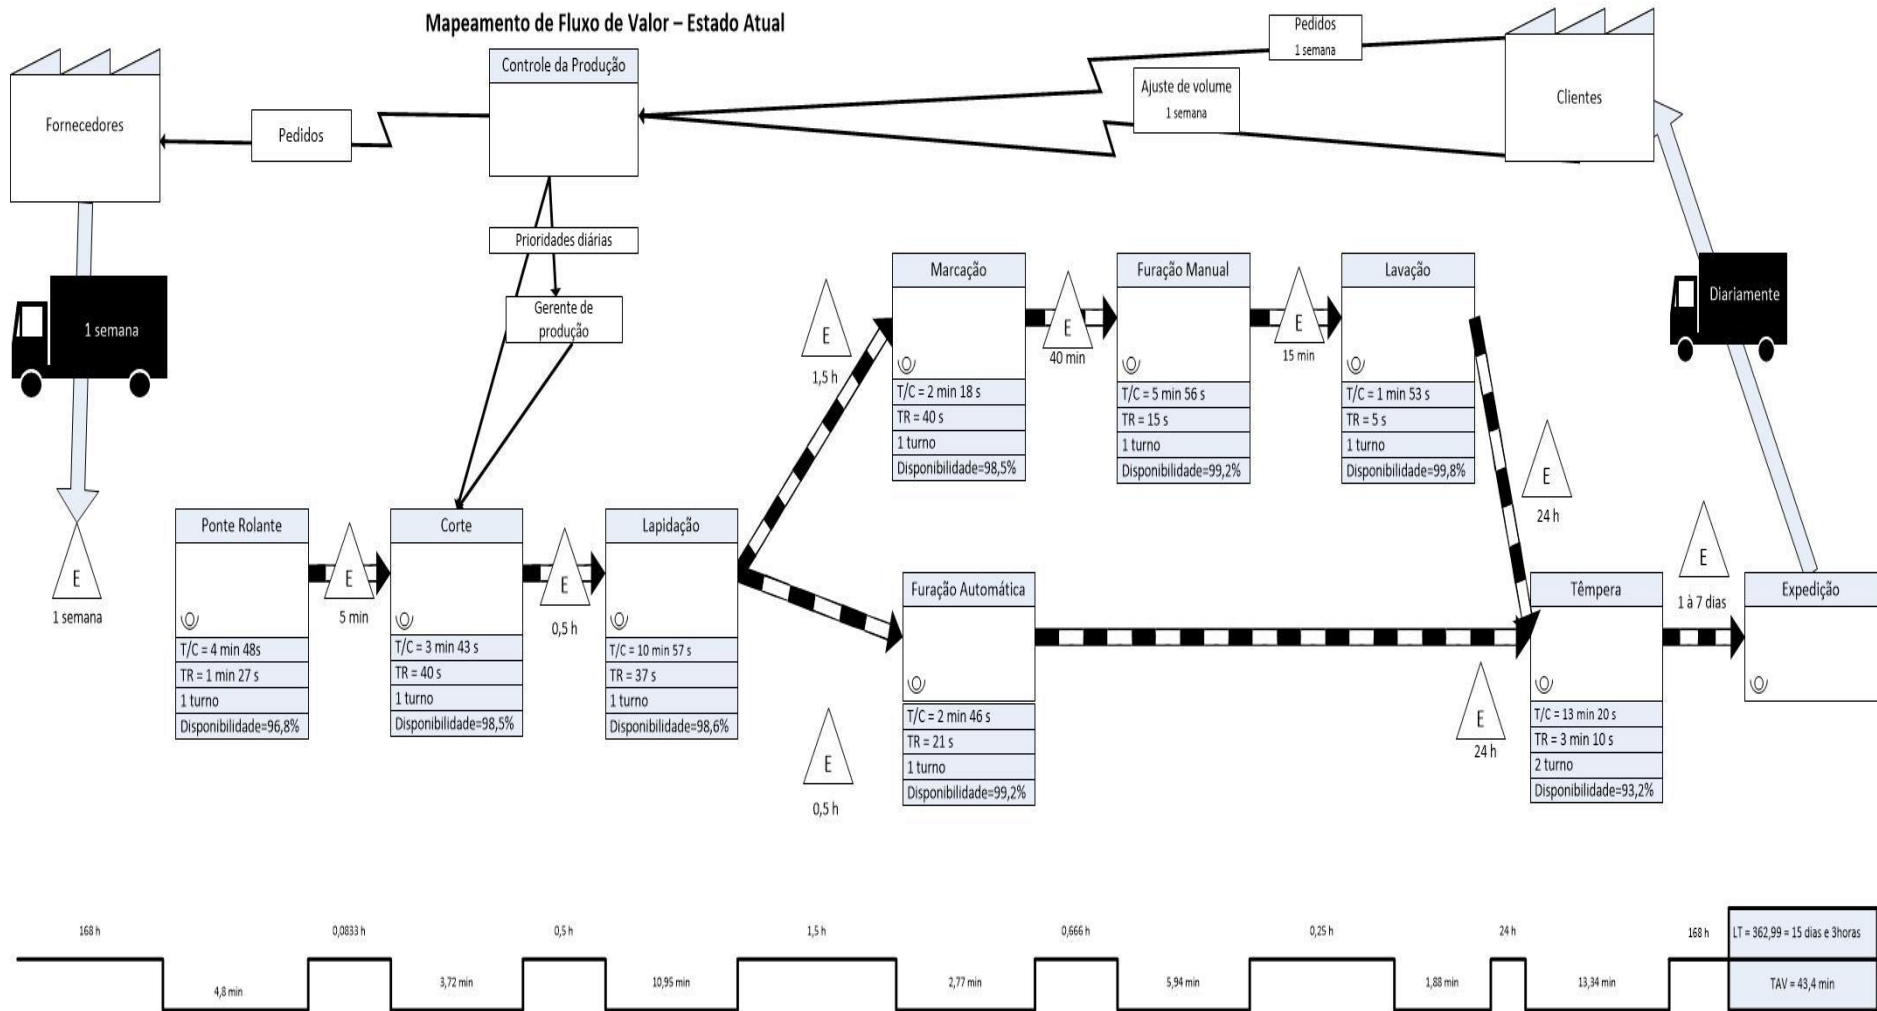 Mapeamento de Fluxo de Valor – Estado Atual
Fornecedores
Pedidos
Controle da Produção
Pedidos
1 semana
Ajuste de volume
1 semana
Clientes
Prioridades diárias
Gerente de
produção
1 semana
Diariamente
E
1 semana
Ponte Rolante
T/C = 4 min 48s
TR = 1 min 27 s
1 turno
Disponibilidade=96,8%
E
5 min
Corte
T/C = 3 min 43 s
TR = 40 s
1 turno
Disponibilidade=98,5%
E
0,5 h
Lapidação
T/C = 10 min 57 s
TR = 37 s
1 turno
Disponibilidade=98,6%
E
1,5 h
Marcação
T/C = 2 min 18 s
TR = 40 s
1 turno
Disponibilidade=98,5%
E
40 min
Furação Manual
T/C = 5 min 56 s
TR = 15 s
1 turno
Disponibilidade=99,2%
E
15 min
Lavação
T/C = 1 min 53 s
TR = 5 s
1 turno
Disponibilidade=99,8%
E
24 h
E
0,5 h
Furação Automática
T/C = 2 min 46 s
TR = 21 s
1 turno
Disponibilidade=99,2%
E
24 h
Têmpera
T/C = 13 min 20 s
TR = 3 min 10 s
2 turno
Disponibilidade=93,2%
E
1 à 7 dias
Expedição
168 h
0,0833 h
0,5 h
1,5 h
0,666 h
0,25 h
24 h
168 h
LT = 362,99 = 15 dias e 3horas
4,8 min
3,72 min
10,95 min
2,77 min
5,94 min
1,88 min
13,34 min
TAV = 43,4 min